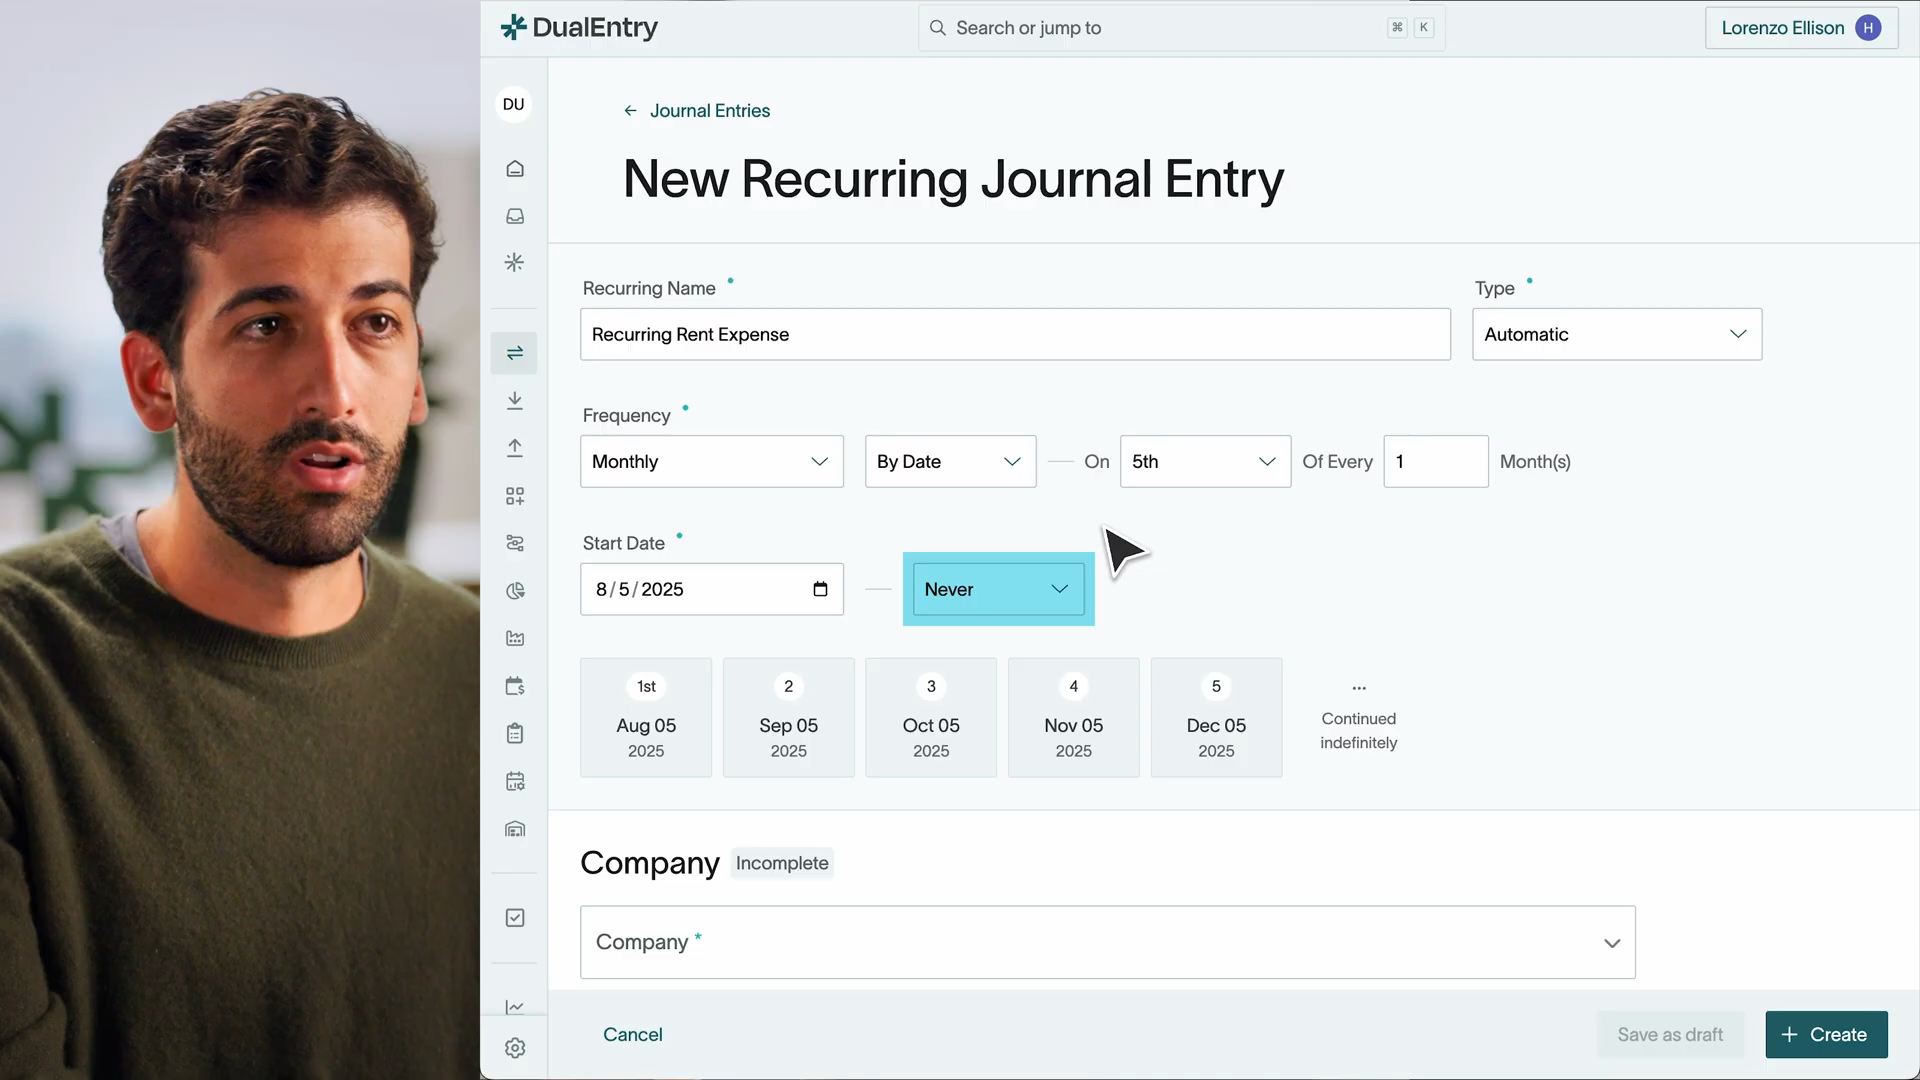 DualEntry
Search or jump to
⌘ K
Lorenzo Ellison H
DU
← Journal Entries
New Recurring Journal Entry
Recurring Name
Type
Recurring Rent Expense
Automatic
Frequency
Monthly
By Date
On
5th
Of Every
1
Month(s)
Start Date
8/5/2025
Never
1st
Aug 05
2025
2
Sep 05
2025
3
Oct 05
2025
4
Nov 05
2025
5
Dec 05
2025
...
Continued
indefinitely
Company Incomplete
Company *
Cancel
Save as draft
+ Create